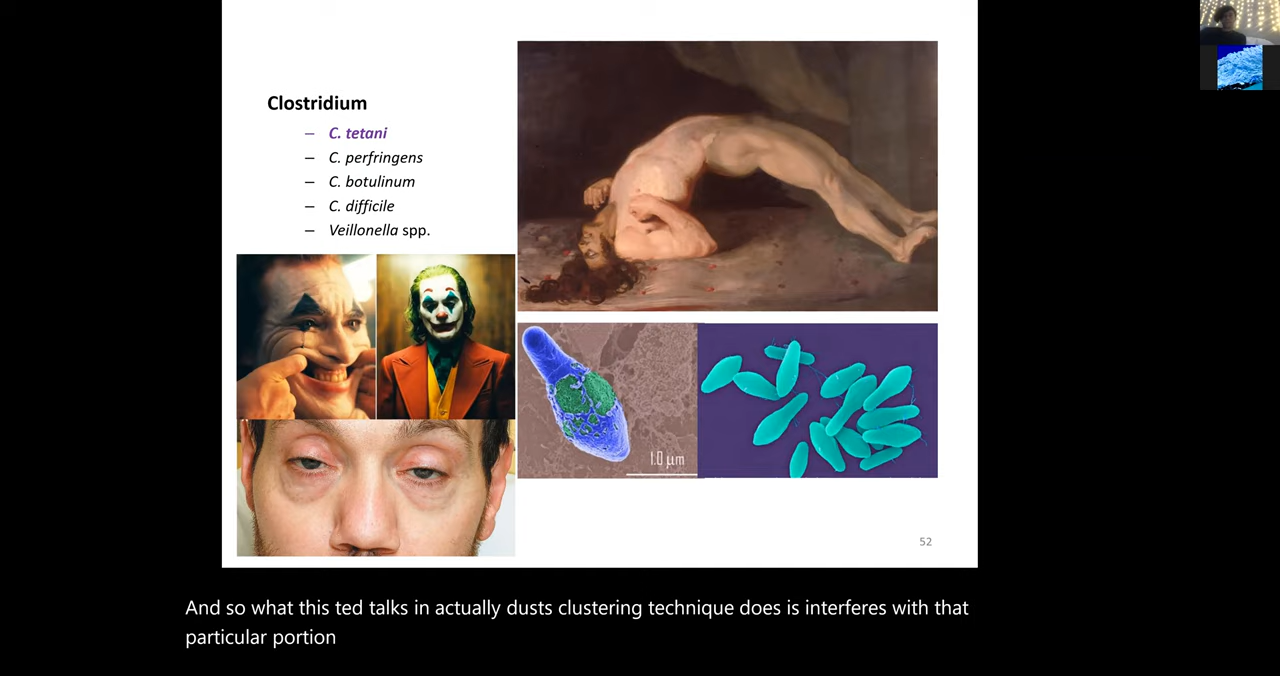 Clostridium
– C. tetani
– C. perfringens
– C. botulinum
– C. difficile
– Veillonella spp.
1.0 µm
52
And so what this ted talks in actually dusts clustering technique does is interferes with that
particular portion